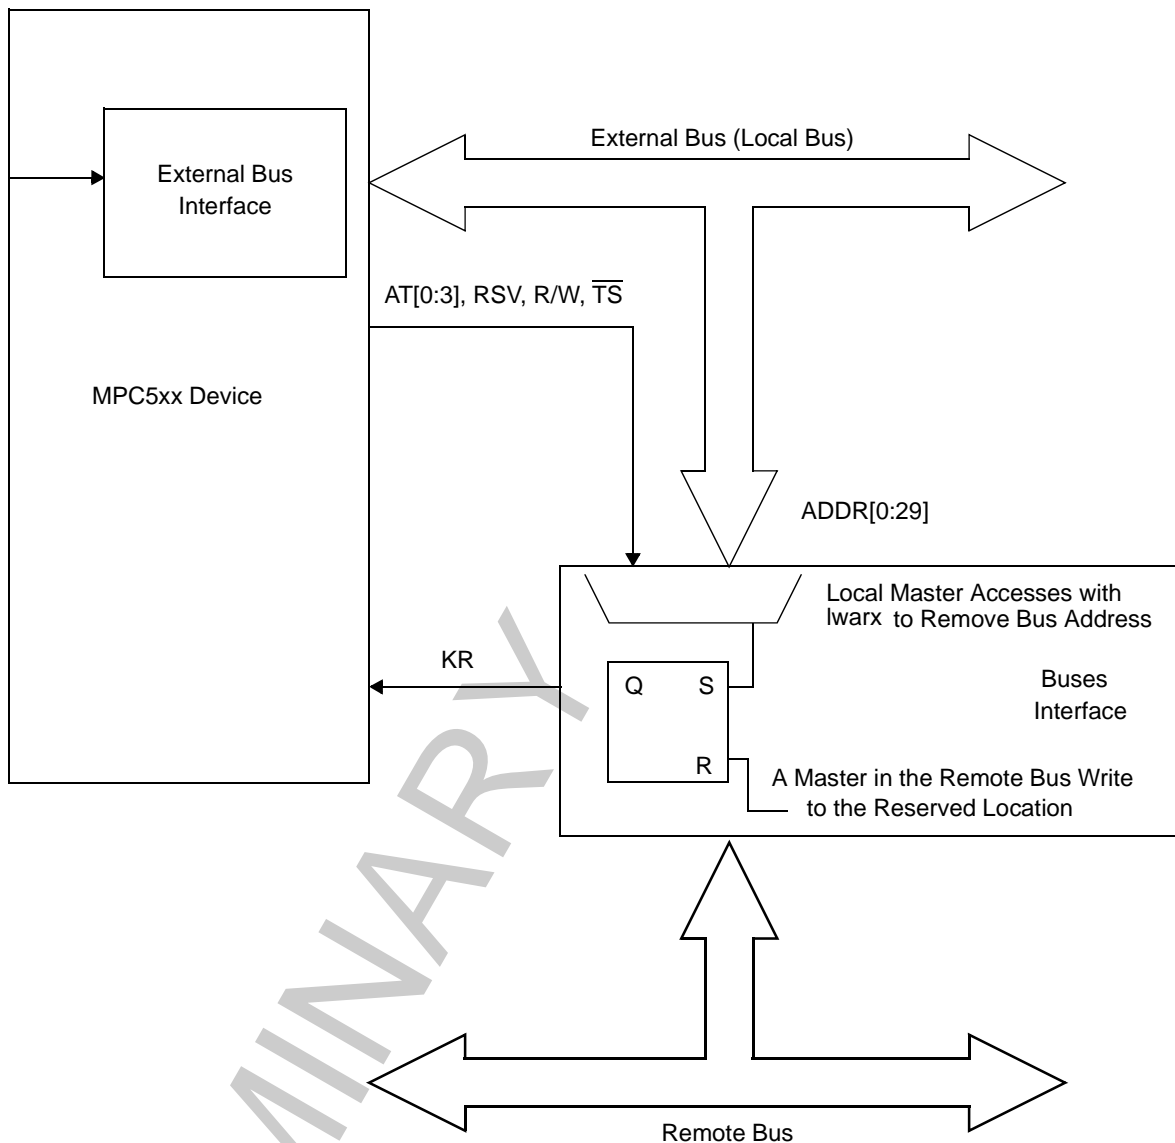 External Bus (Local Bus)
External Bus
Interface
AT[0:3], RSV, R/W, TS
MPC5xx Device
ADDR[0:29]
Local Master Accesses with
lwarx to Remove Bus Address
KR
Q S
Buses
Interface
R
A Master in the Remote Bus Write
to the Reserved Location
MINARY
Remote Bus